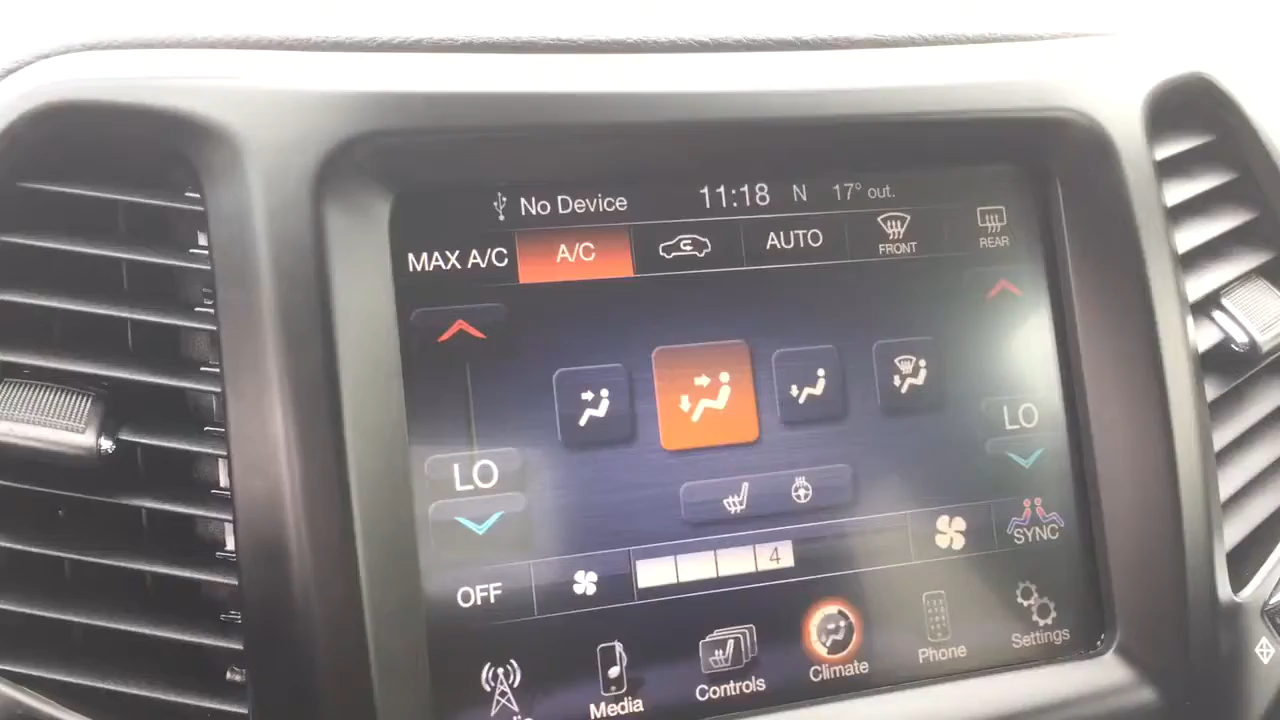 No Device 11:18 N 17° out.
MAX A/C A/C AUTO FRONT REAR
LO LO
OFF 4 SYNC
Media Controls Climate Phone Settings